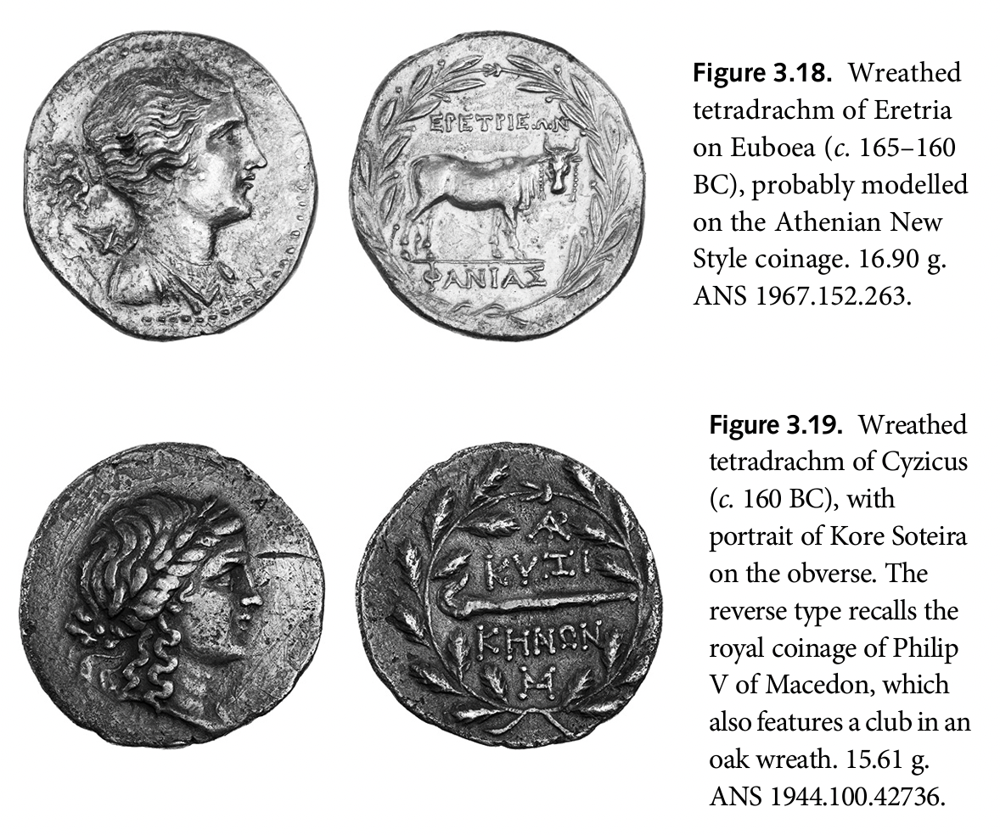 ΕΡΕΤΡΙΕΩΝ
ΦΑΝΙΑΣ
Figure 3.18. Wreathed
tetradrachm of Eretria
on Euboea (c. 165–160
BC), probably modelled
on the Athenian New
Style coinage. 16.90 g.
ANS 1967.152.263.
ΚΥΖΙ
ΚΗΝΩΝ
Figure 3.19. Wreathed
tetradrachm of Cyzicus
(c. 160 BC), with
portrait of Kore Soteira
on the obverse. The
reverse type recalls the
royal coinage of Philip
V of Macedon, which
also features a club in an
oak wreath. 15.61 g.
ANS 1944.100.42736.